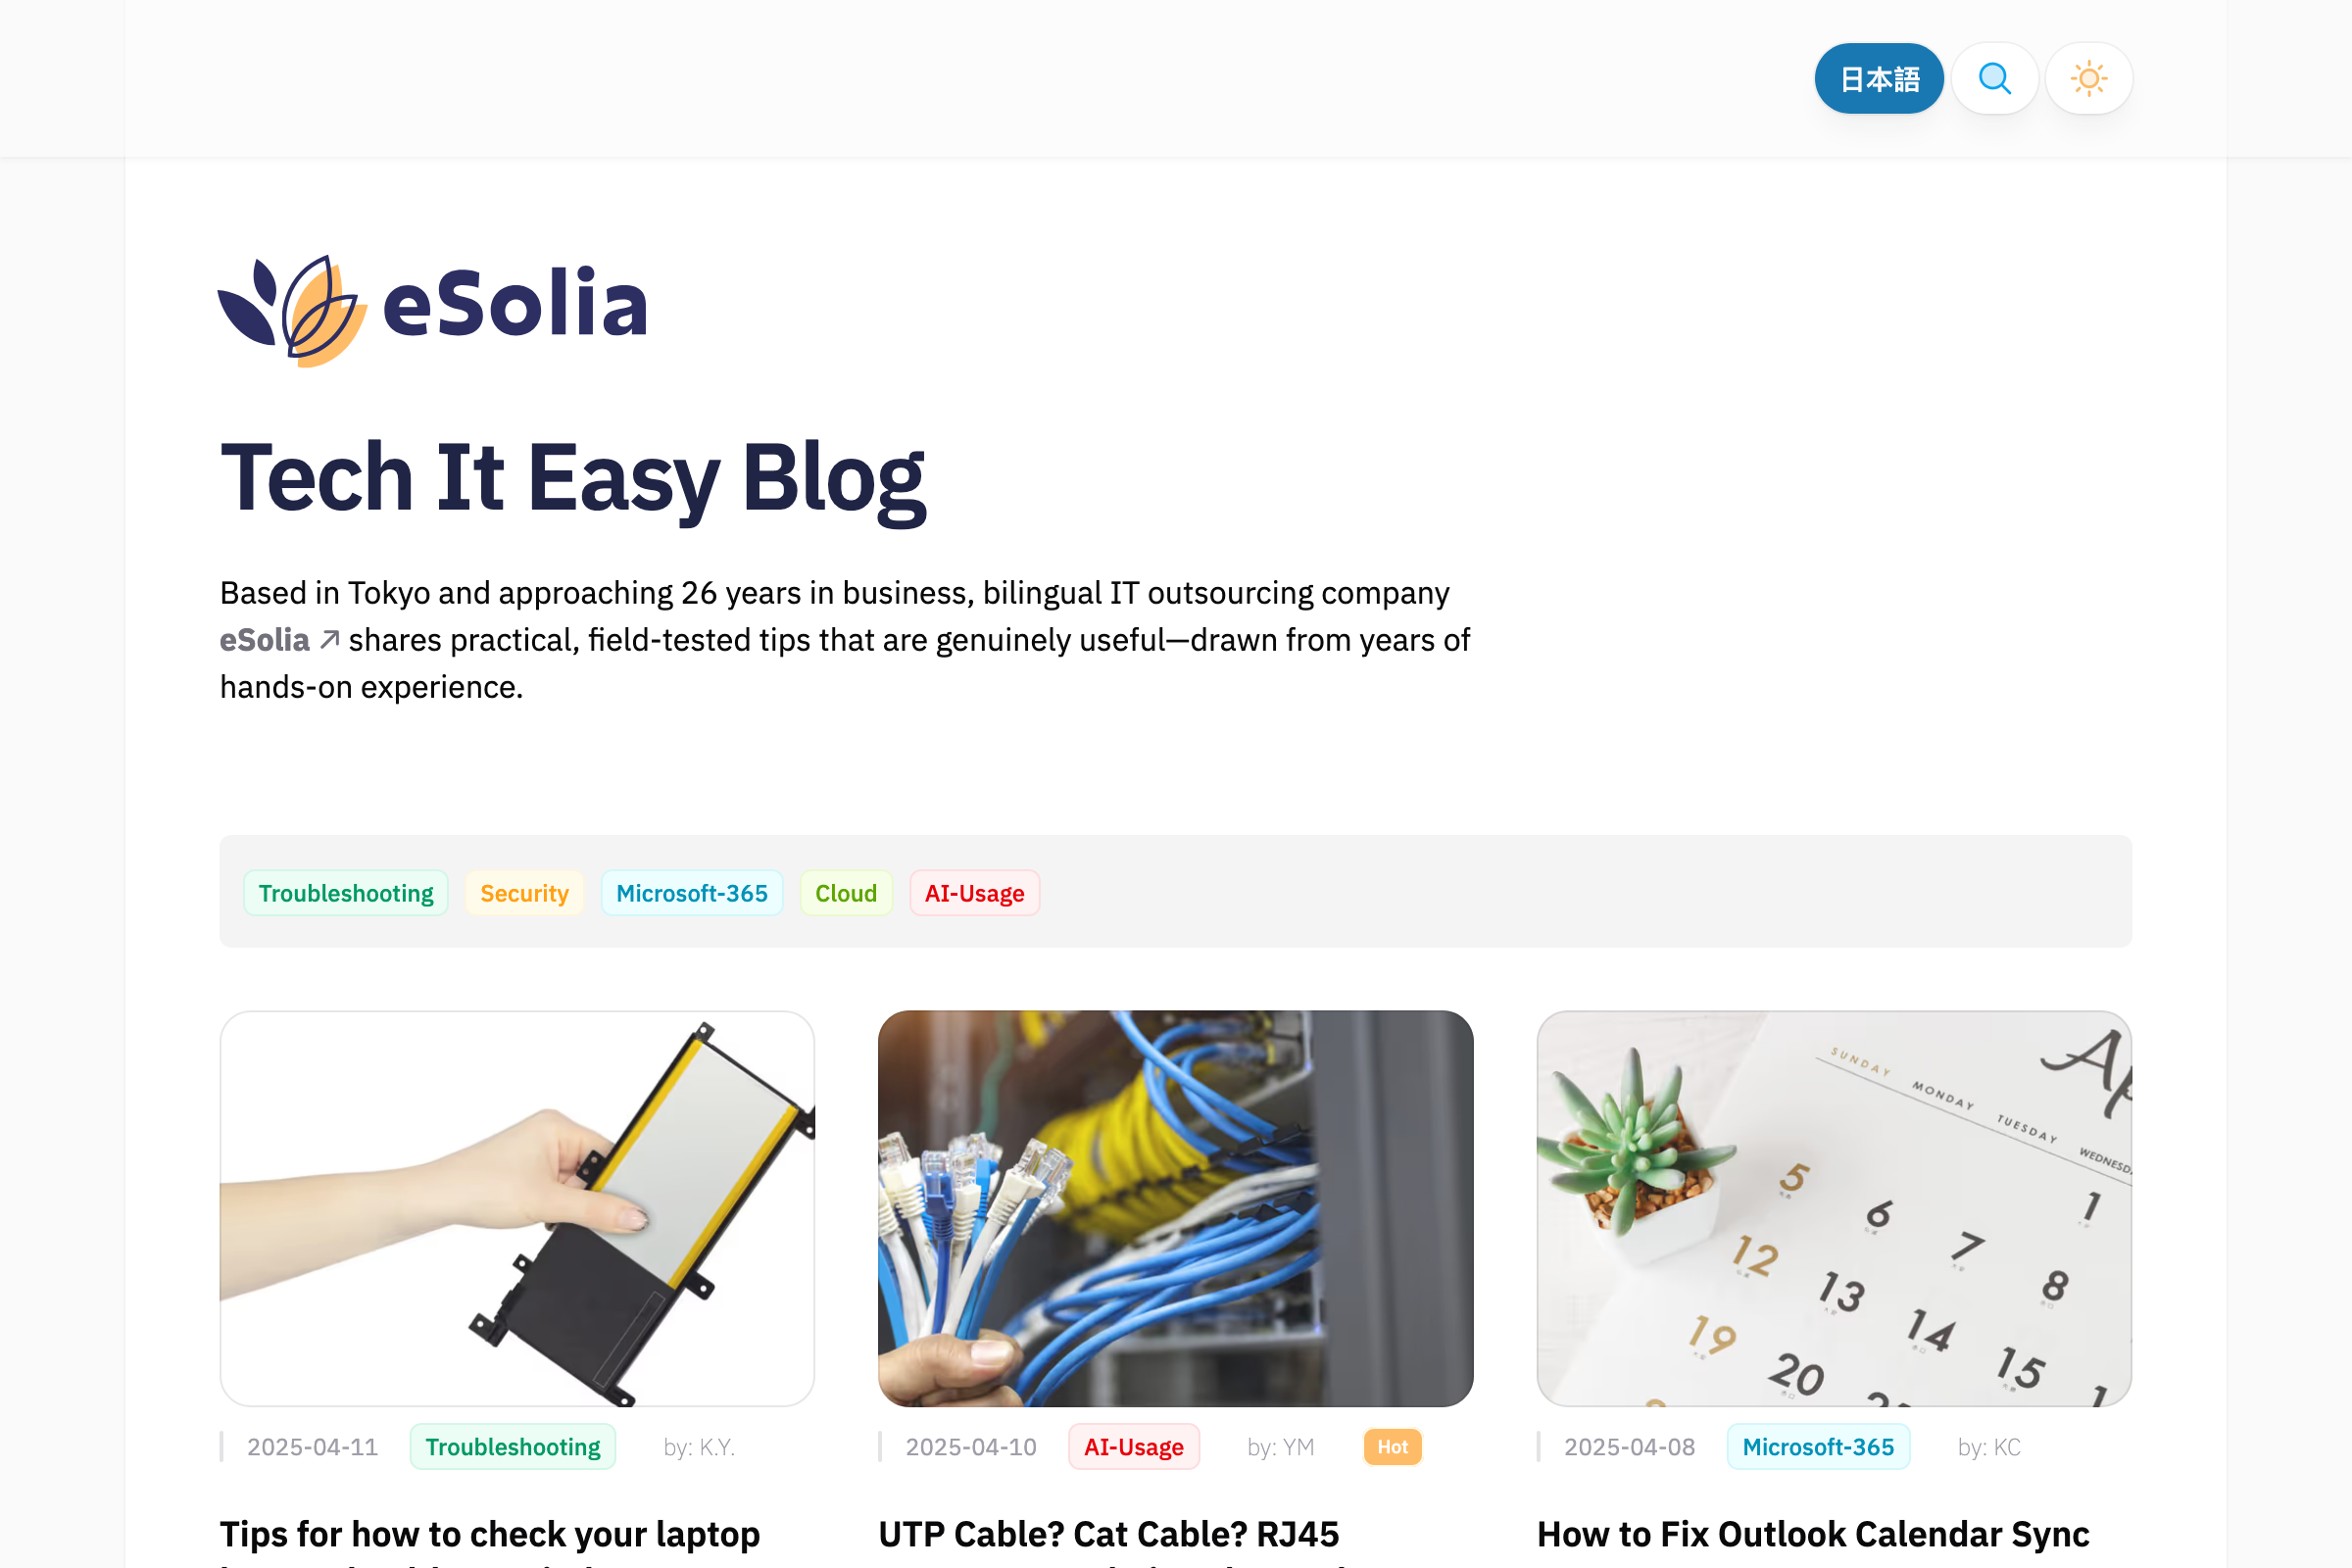 日本語
eSolia
Tech It Easy Blog
Based in Tokyo and approaching 26 years in business, bilingual IT outsourcing company
eSolia ↗ shares practical, field-tested tips that are genuinely useful—drawn from years of
hands-on experience.
Troubleshooting Security Microsoft-365 Cloud AI-Usage
SUNDAY MONDAY TUESDAY
5 6 7 1
12 13 8
19 20 14 15
2025-04-11 Troubleshooting by: K.Y.
2025-04-10 AI-Usage by: YM Hot
2025-04-08 Microsoft-365 by: KC
Tips for how to check your laptop
UTP Cable? Cat Cable? RJ45
How to Fix Outlook Calendar Sync